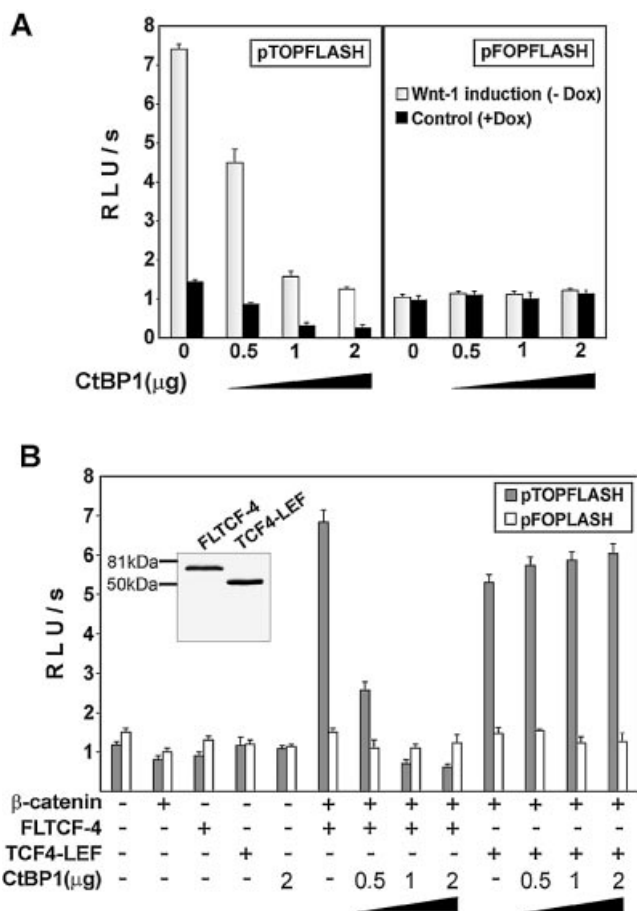 A
pTOPFLASH
pFOPFLASH
Wnt-1 induction (- Dox)
Control (+Dox)
RLU/s
8
7
6
5
4
3
2
1
0
0 0.5 1 2 0 0.5 1 2
CtBP1(μg)
B
pTOPFLASH
pFOPLASH
FLTCF-4
TCF4-LEF
81kDa
50kDa
RLU/s
8
7
6
5
4
3
2
1
β-catenin - + - - - + + + + + + + +
FLTCF-4 - - + - - + + + + - - - -
TCF4-LEF - - - + - - - - - + + + +
CtBP1(μg) - - - - 2 - 0.5 1 2 - 0.5 1 2